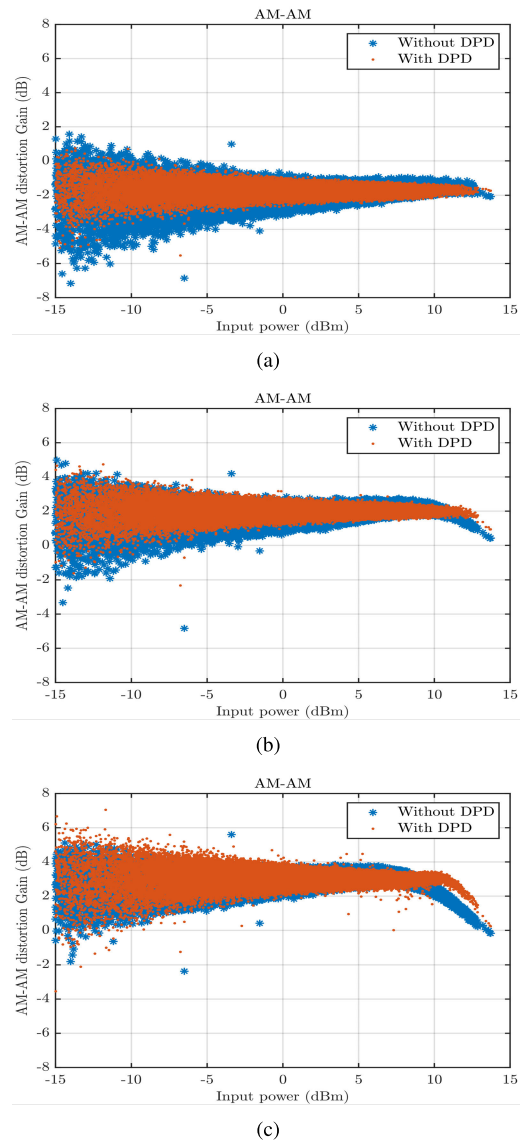 AM-AM
8
6
4
2
0
-2
-4
-6
-8
AM-AM distortion Gain (dB)
Without DPD
With DPD
-15 -10 -5 0 5 10 15
Input power (dBm)
(a)
AM-AM
8
6
4
2
0
-2
-4
-6
-8
AM-AM distortion Gain (dB)
Without DPD
With DPD
-15 -10 -5 0 5 10 15
Input power (dBm)
(b)
AM-AM
8
6
4
2
0
-2
-4
-6
-8
AM-AM distortion Gain (dB)
Without DPD
With DPD
-15 -10 -5 0 5 10 15
Input power (dBm)
(c)